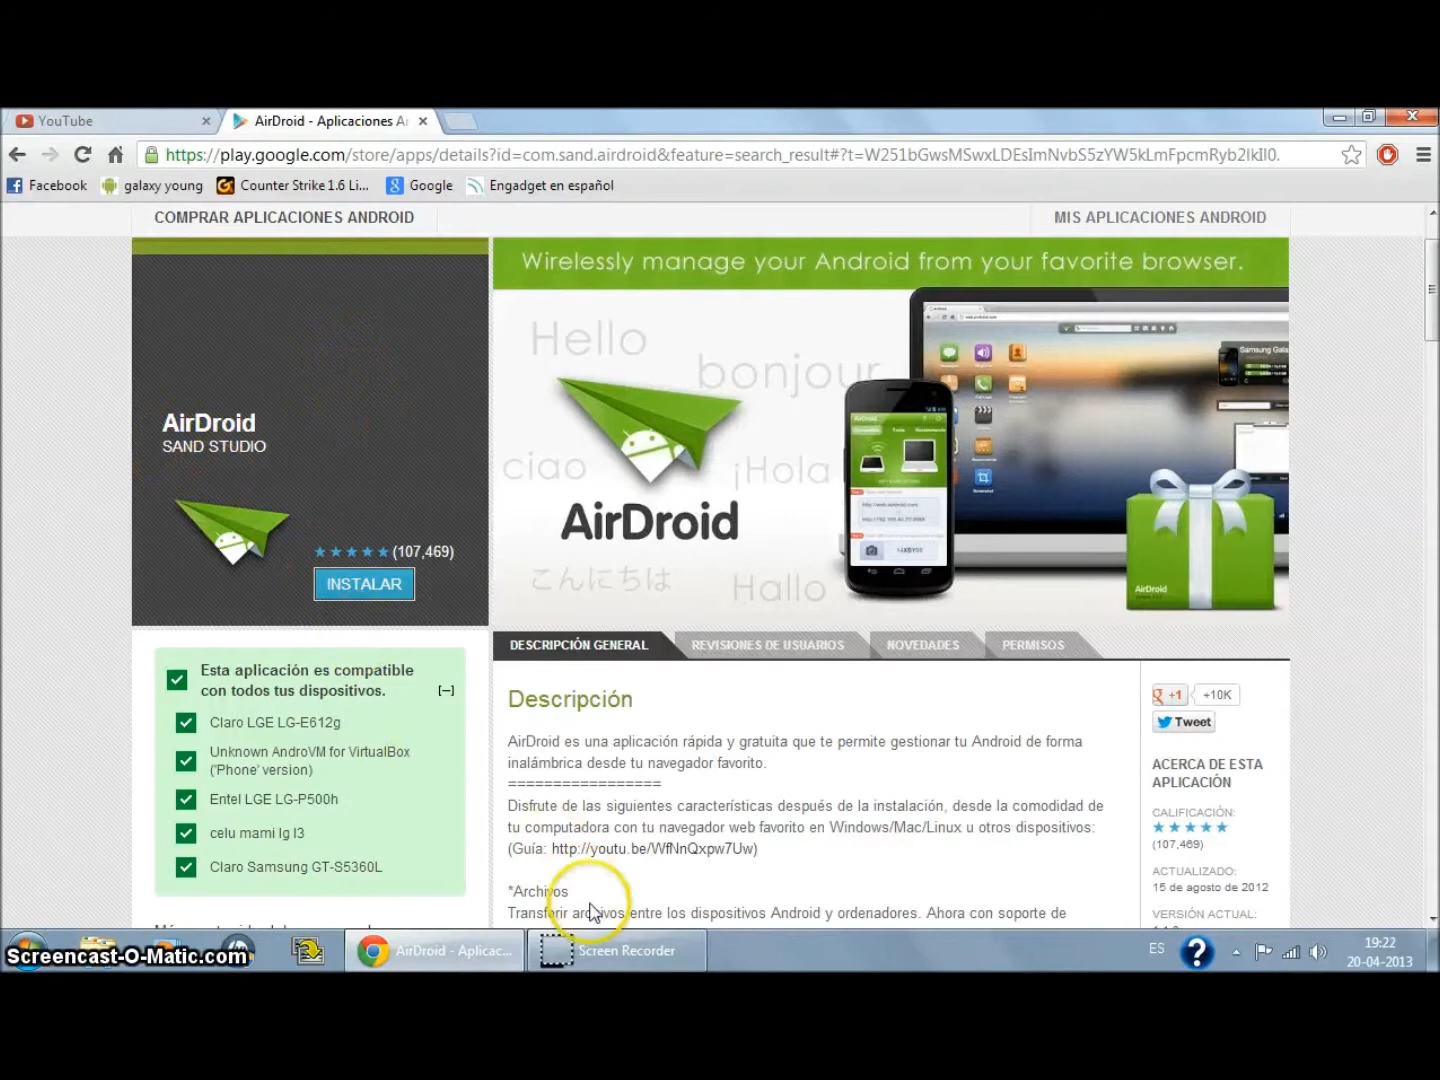 YouTube
AirDroid - Aplicaciones Ar
https://play.google.com/store/apps/details?id=com.sand.airdroid&feature=search_result#?t=W251bGwsMSwxLDEsImNvbS5zYW5kLmFpcmRyb2lkIl0.
Facebook galaxy young Counter Strike 1.6 Li... Google Engadget en español
COMPRAR APLICACIONES ANDROID
MIS APLICACIONES ANDROID
Wirelessly manage your Android from your favorite browser.
AirDroid
SAND STUDIO
(107,469)
INSTALAR
Hello
bonjour
ciao
¡Hola
AirDroid
こんにちは
Hallo
AirDroid
DESCRIPCIÓN GENERAL REVISIONES DE USUARIOS NOVEDADES PERMISOS
Esta aplicación es compatible
con todos tus dispositivos.
[–]
Claro LGE LG-E612g
Unknown AndroVM for VirtualBox
('Phone' version)
Entel LGE LG-P500h
celu mami lg l3
Claro Samsung GT-S5360L
Descripción
AirDroid es una aplicación rápida y gratuita que te permite gestionar tu Android de forma
inalámbrica desde tu navegador favorito.
=================
Disfrute de las siguientes características después de la instalación, desde la comodidad de
tu computadora con tu navegador web favorito en Windows/Mac/Linux u otros dispositivos:
(Guía: http://youtu.be/WfNnQxpw7Uw)
*Archivos
Transferir archivos entre los dispositivos Android y ordenadores. Ahora con soporte de
+1 +10K
Tweet
ACERCA DE ESTA
APLICACIÓN
CALIFICACIÓN:
(107,469)
ACTUALIZADO:
15 de agosto de 2012
VERSIÓN ACTUAL:
Screencast-O-Matic.com
AirDroid - Aplicac...
Screen Recorder
ES
19:22
20-04-2013